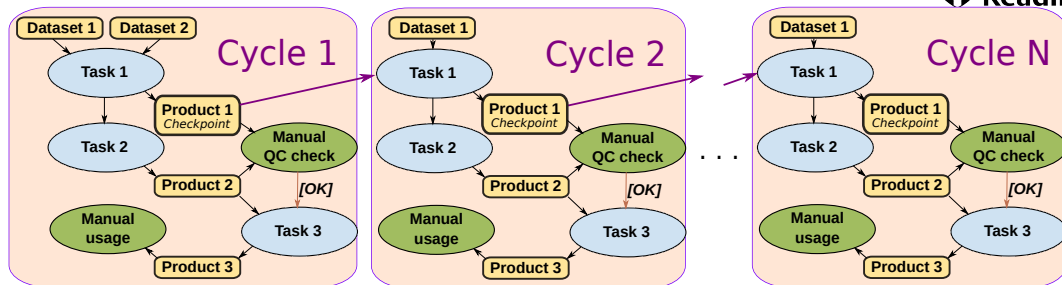 Dataset 1
Dataset 2
Cycle 1
Task 1
Product 1
Checkpoint
Task 2
Manual
QC check
Product 2
[OK]
Manual
usage
Task 3
Product 3
Dataset 1
Cycle 2
Task 1
Product 1
Checkpoint
Task 2
Manual
QC check
Product 2
[OK]
Manual
usage
Task 3
Product 3
. . .
Dataset 1
Cycle N
Task 1
Product 1
Checkpoint
Task 2
Manual
QC check
Product 2
[OK]
Manual
usage
Task 3
Product 3